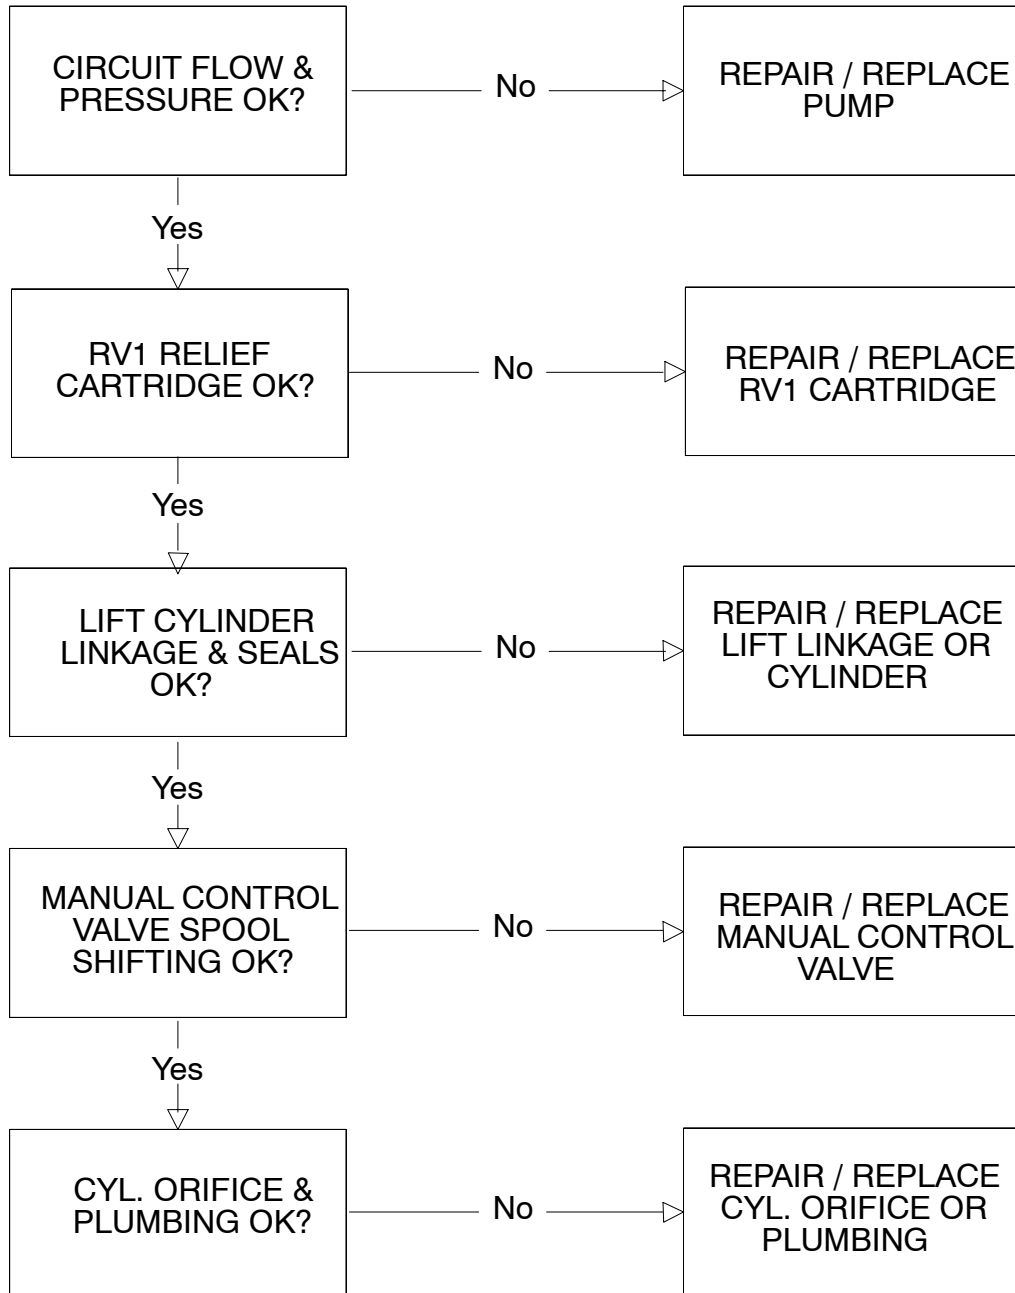 CIRCUIT FLOW &
PRESSURE OK?
No
REPAIR / REPLACE
PUMP
Yes
RV1 RELIEF
CARTRIDGE OK?
No
REPAIR / REPLACE
RV1 CARTRIDGE
Yes
LIFT CYLINDER
LINKAGE & SEALS
OK?
No
REPAIR / REPLACE
LIFT LINKAGE OR
CYLINDER
Yes
MANUAL CONTROL
VALVE SPOOL
SHIFTING OK?
No
REPAIR / REPLACE
MANUAL CONTROL
VALVE
Yes
CYL. ORIFICE &
PLUMBING OK?
No
REPAIR / REPLACE
CYL. ORIFICE OR
PLUMBING